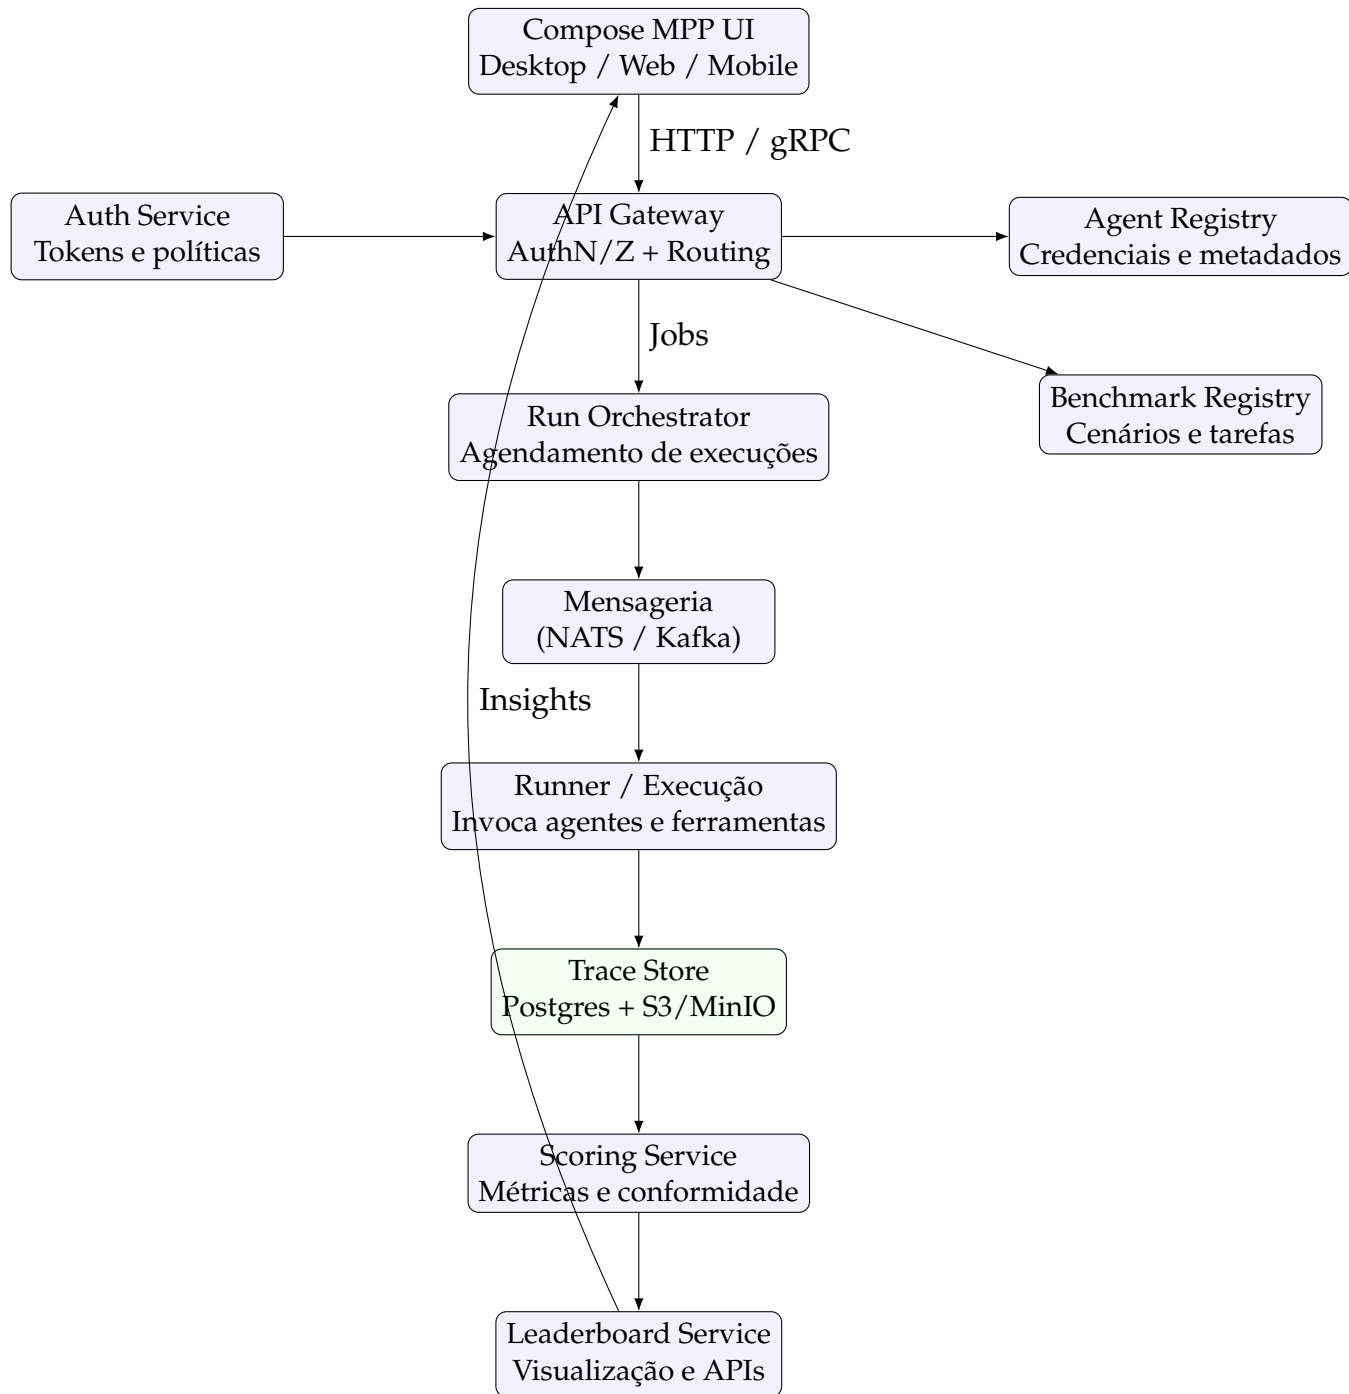 Compose MPP UI
Desktop / Web / Mobile
HTTP / gRPC
Auth Service
Tokens e políticas
API Gateway
AuthN/Z + Routing
Agent Registry
Credenciais e metadados
Jobs
Benchmark Registry
Cenários e tarefas
Run Orchestrator
Agendamento de execuções
Mensageria
(NATS / Kafka)
Insights
Runner / Execução
Invoca agentes e ferramentas
Trace Store
Postgres + S3/MinIO
Scoring Service
Métricas e conformidade
Leaderboard Service
Visualização e APIs